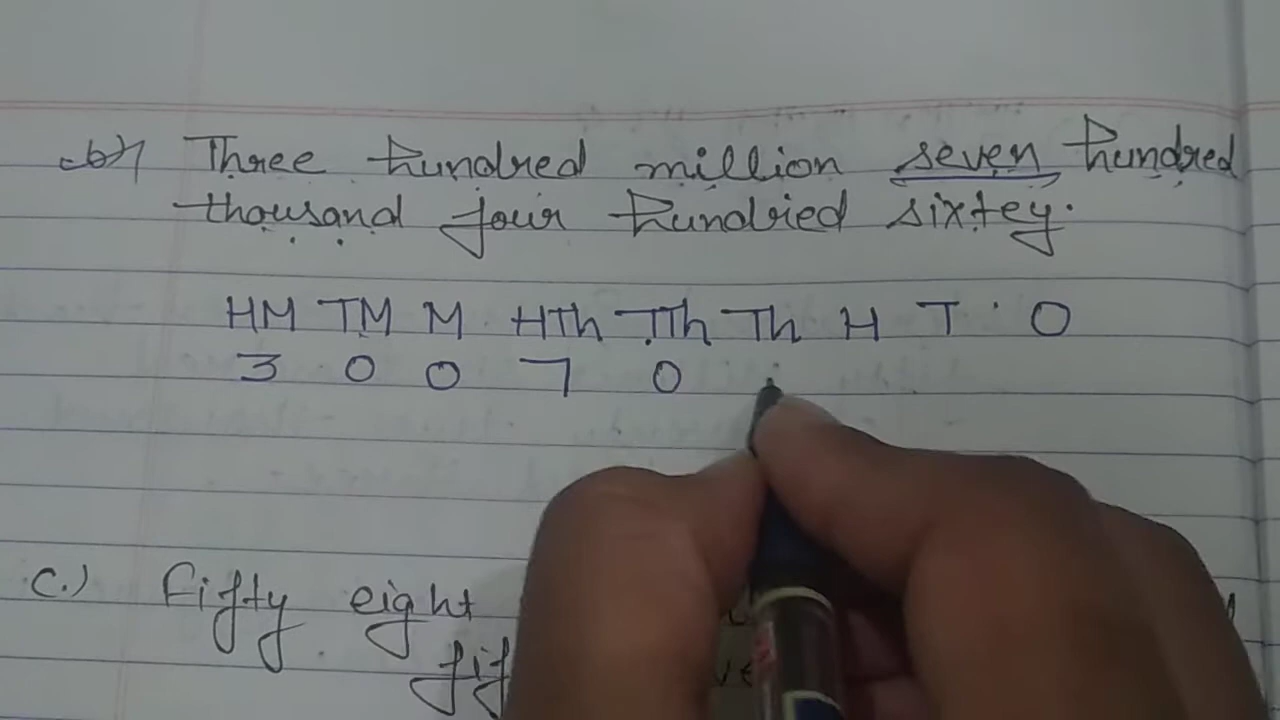 b) Three hundred million seven hundred
thousand four hundried sixtey.
HM TM M HTh TTh Th H T O
3 0 0 7 0
c.) Fifty eight